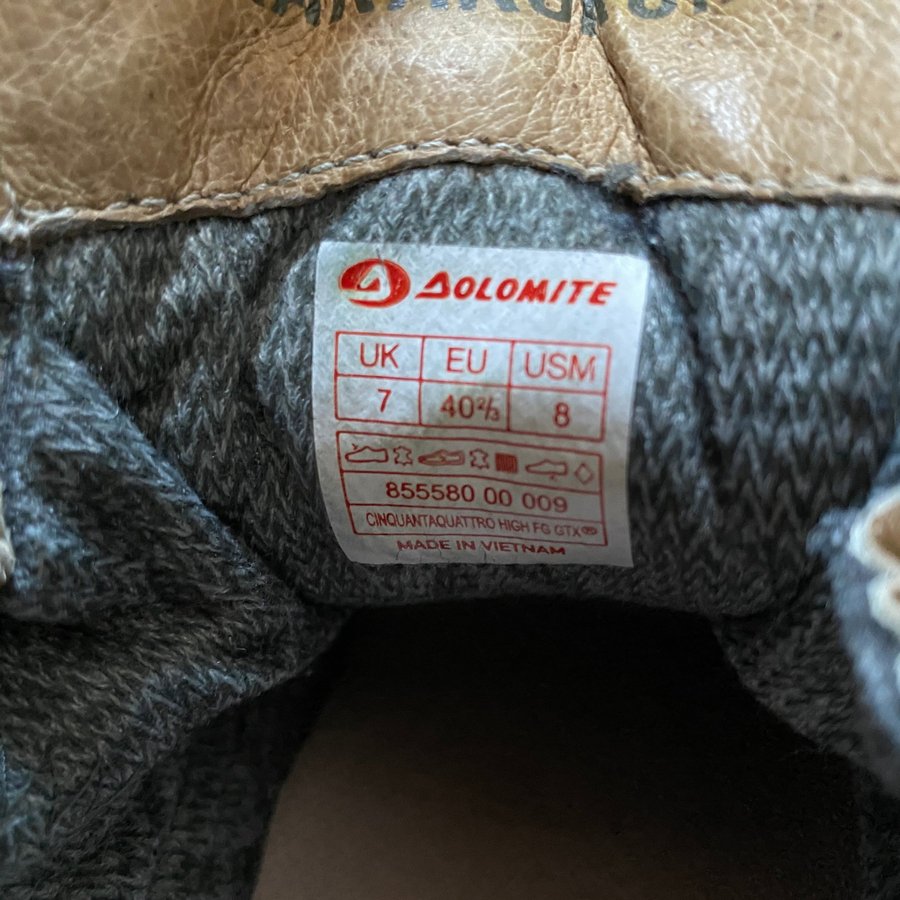 DOLOMITE
UK EU USM
7 40⅔ 8
855580 00 009
CINQUANTAQUATTRO HIGH FG GTX®
MADE IN VIETNAM